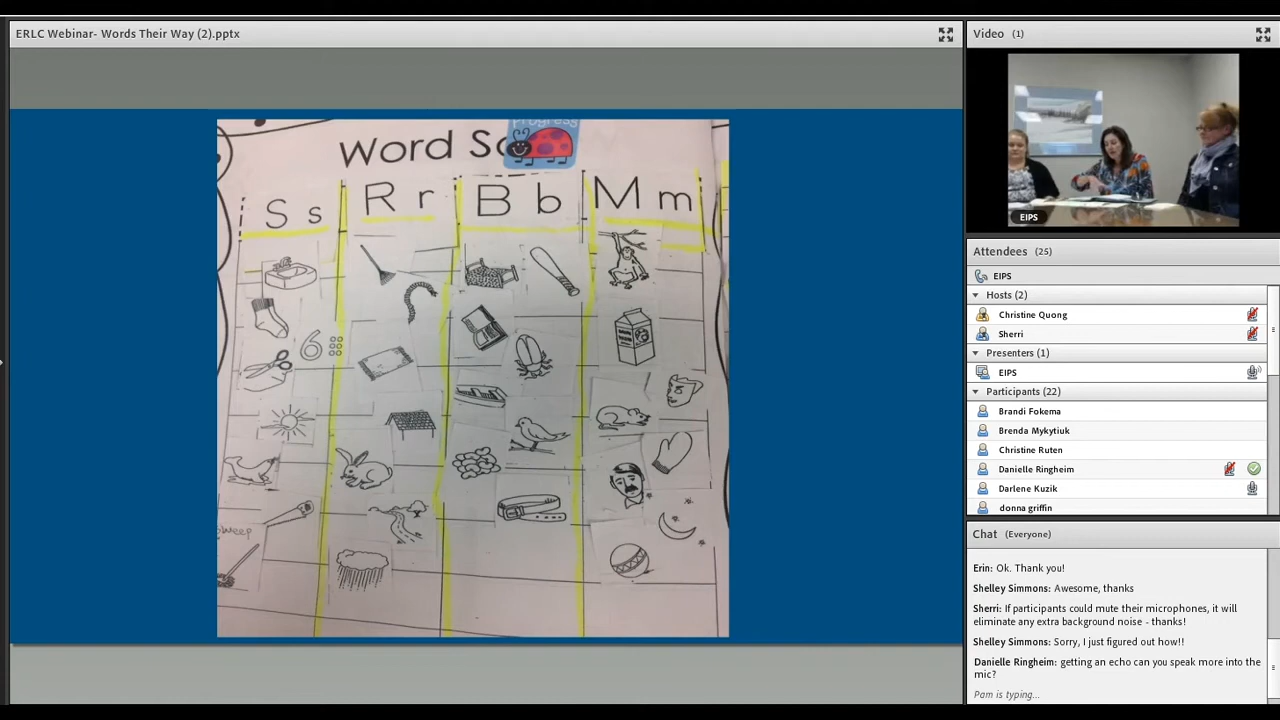 ERLC Webinar- Words Their Way (2).pptx
Progress
Word So
S s
R r
B b
M m
6
Sweep
Video (1)
EIPS
Attendees (25)
EIPS
Hosts (2)
Christine Quong
Sherri
Presenters (1)
EIPS
Participants (22)
Brandi Fokema
Brenda Mykytiuk
Christine Ruten
Danielle Ringheim
Darlene Kuzik
donna griffin
Chat (Everyone)
Erin: Ok. Thank you!
Shelley Simmons: Awesome, thanks
Sherri: If participants could mute their microphones, it will
eliminate any extra background noise - thanks!
Shelley Simmons: Sorry, I just figured out how!!
Danielle Ringheim: getting an echo can you speak more into the
mic?
Pam is typing...